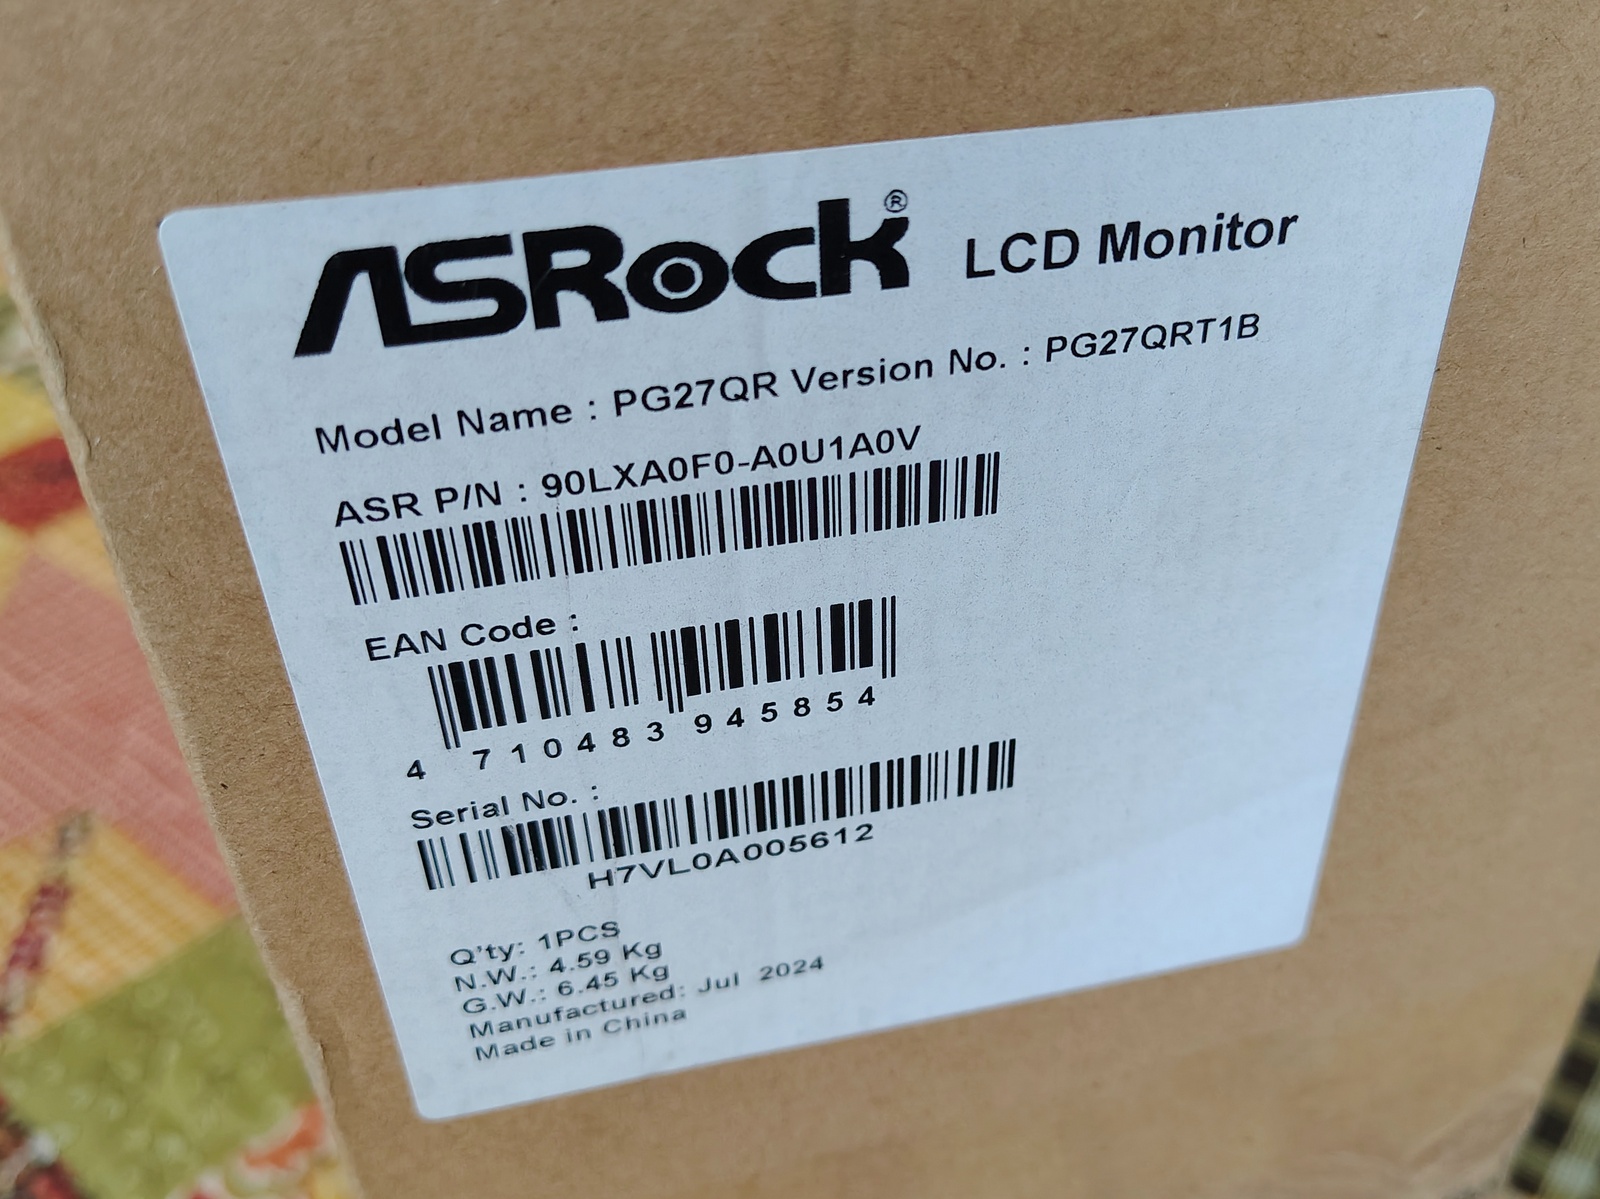 ASRock® LCD Monitor
Model Name : PG27QR Version No. : PG27QRT1B
ASR P/N : 90LXA0F0-A0U1A0V
EAN Code :
4 710483 945854
Serial No. :
H7VL0A005612
Q'ty: 1PCS
N.W.: 4.59 Kg
G.W.: 6.45 Kg
Manufactured: Jul 2024
Made in China